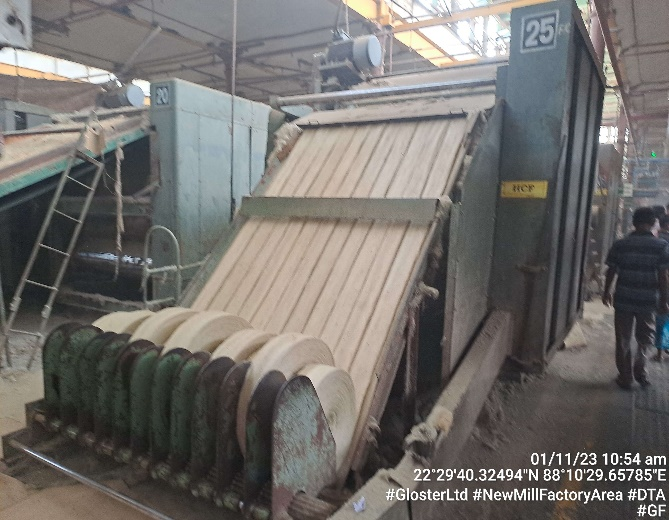 25
20
HCF
01/11/23 10:54 am
22°29'40.32494"N 88°10'29.65785"E
#GlosterLtd #NewMillFactoryArea #DTA
#GF